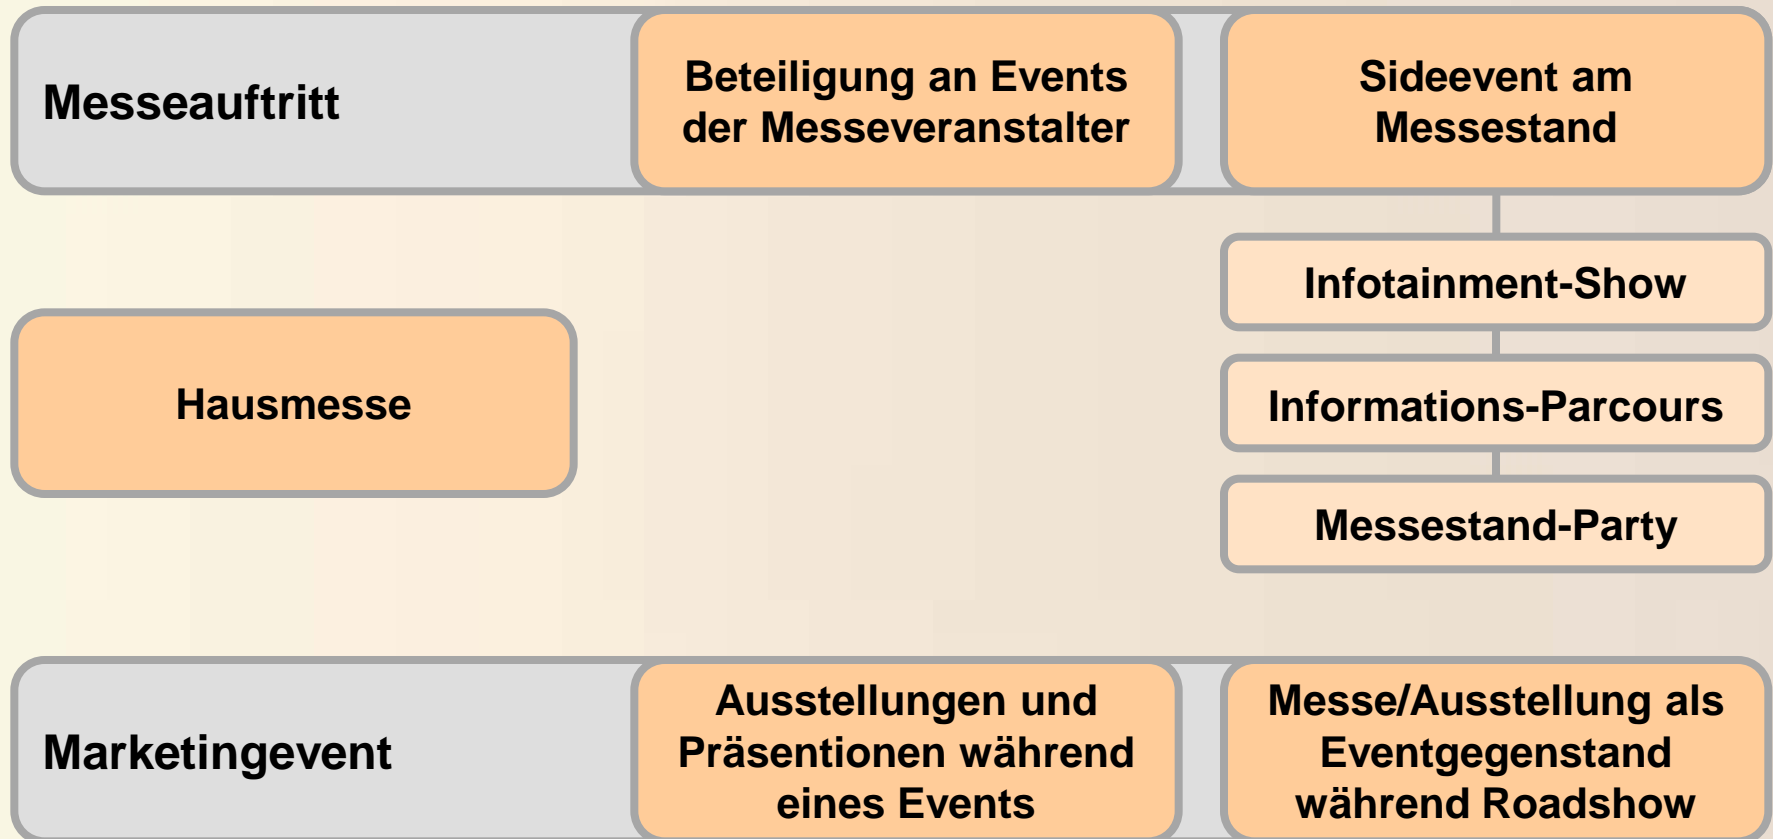 Messeauftritt
Beteiligung an Events
der Messeveranstalter
Sideevent am
Messestand
Infotainment-Show
Informations-Parcours
Messestand-Party
Hausmesse
Marketingevent
Ausstellungen und
Präsentionen während
eines Events
Messe/Ausstellung als
Eventgegenstand
während Roadshow